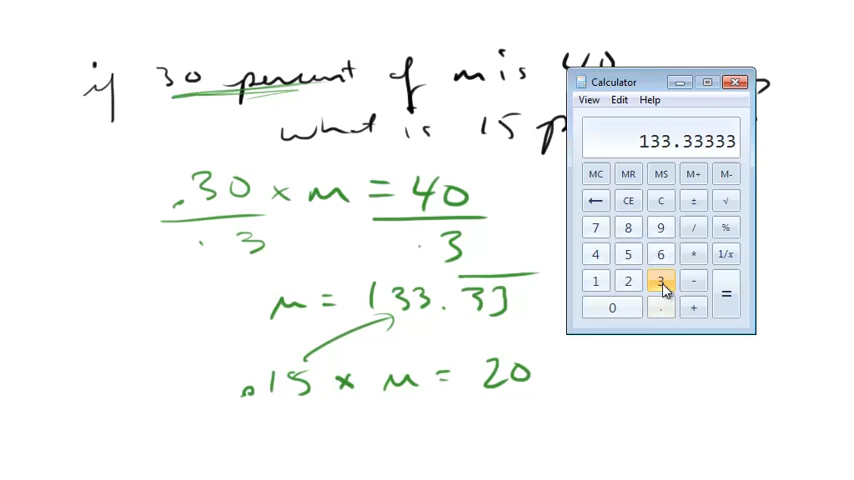 if 30 percent of m is 40
what is 15 p
.30 x m = 40
.3 .3
m = 133.33
.15 x m = 20
Calculator
View Edit Help
133.33333
MC MR MS M+ M-
← CE C ± √
7 8 9 / %
4 5 6 * 1/x
1 2 3 - =
0 . +